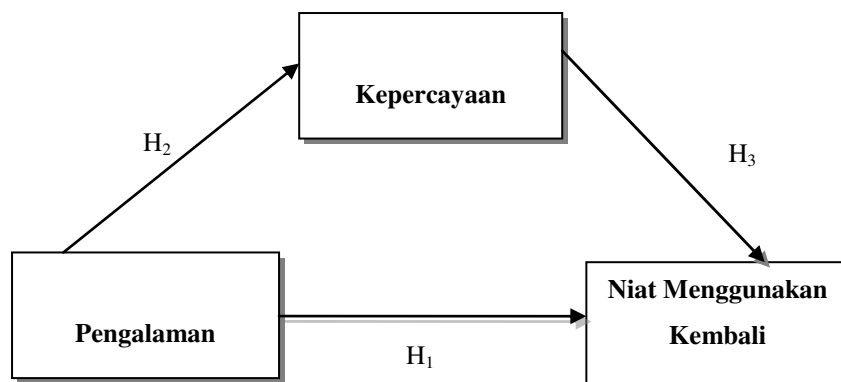 Kepercayaan
H₂
H₃
Niat Menggunakan
Kembali
Pengalaman
H₁